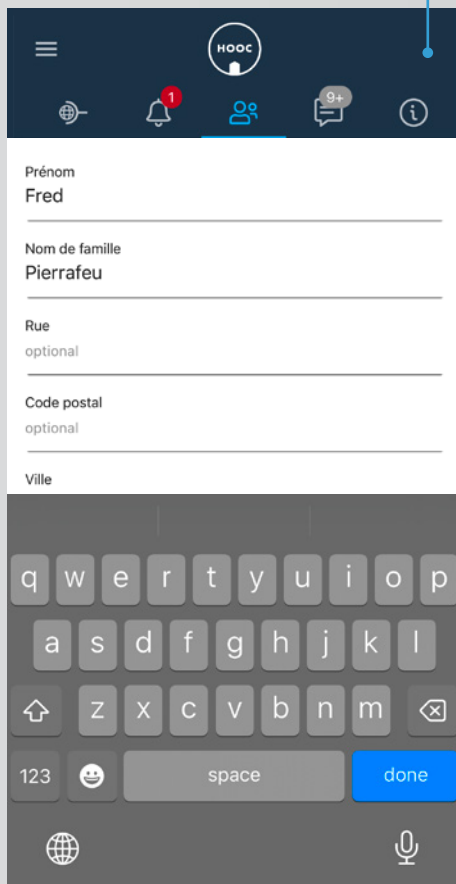 HOOC
1
9+
i
Prénom
Fred
Nom de famille
Pierrafeu
Rue
optional
Code postal
optional
Ville
q w e r t y u i o p
a s d f g h j k l
z x c v b n m
123 space done